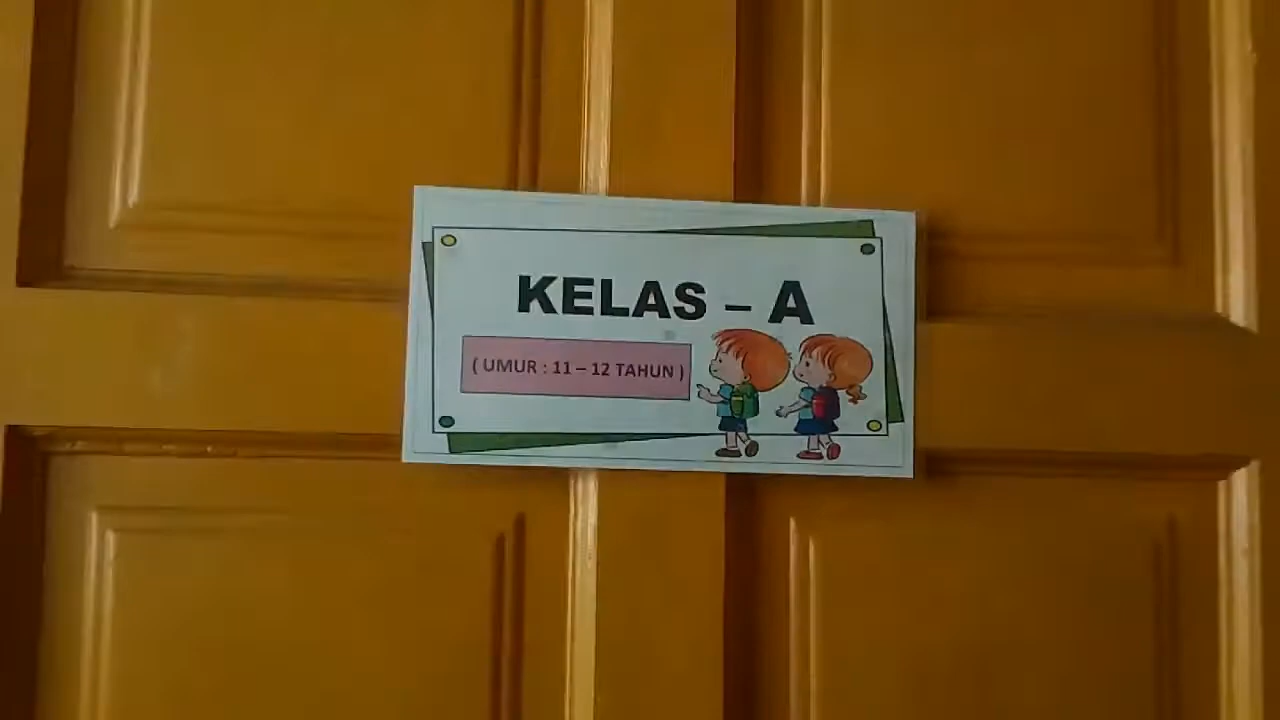 KELAS – A
( UMUR : 11 – 12 TAHUN )